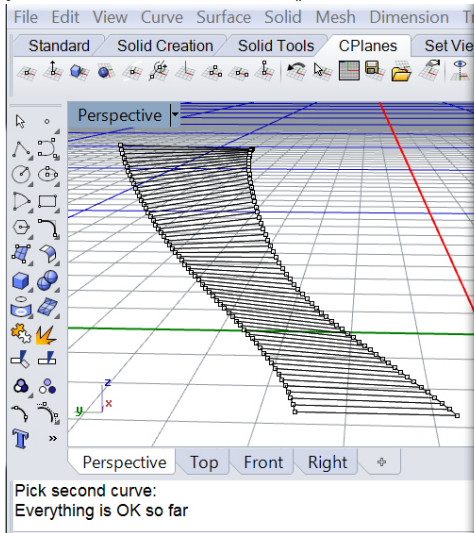 File Edit View Curve Surface Solid Mesh Dimension
Standard Solid Creation Solid Tools CPlanes Set Vie
Perspective
z
y x
Perspective Top Front Right
Pick second curve:
Everything is OK so far